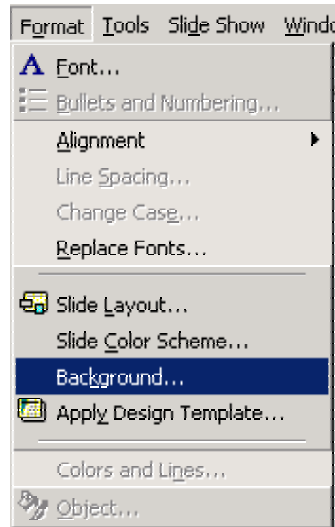 Format Tools Slide Show
Font...
Bullets and Numbering...
Alignment
Line Spacing...
Change Case...
Replace Fonts...
Slide Layout...
Slide Color Scheme...
Background...
Apply Design Template...
Colors and Lines...
Object...